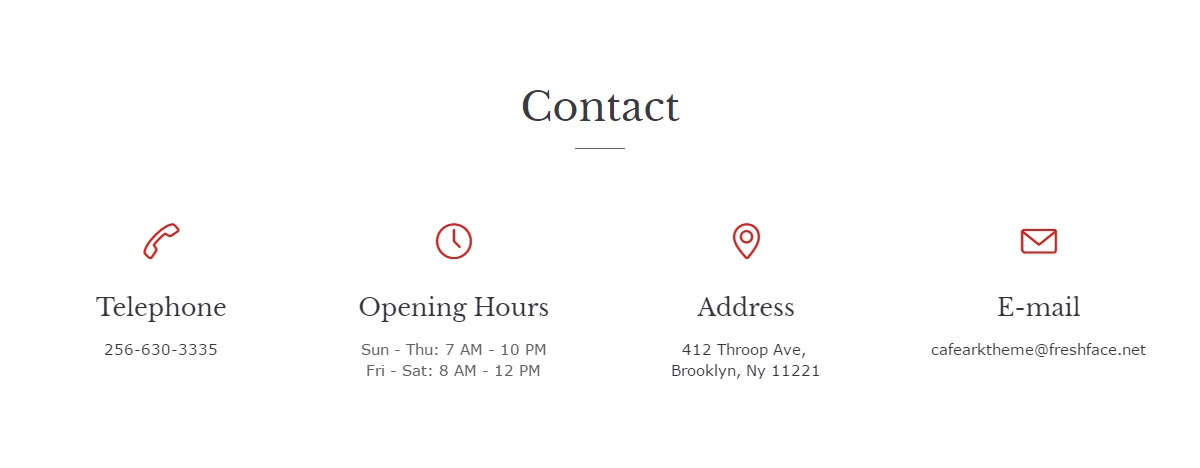 Contact
Telephone
256-630-3335
Opening Hours
Sun - Thu: 7 AM - 10 PM
Fri - Sat: 8 AM - 12 PM
Address
412 Throop Ave,
Brooklyn, Ny 11221
E-mail
cafearktheme@freshface.net